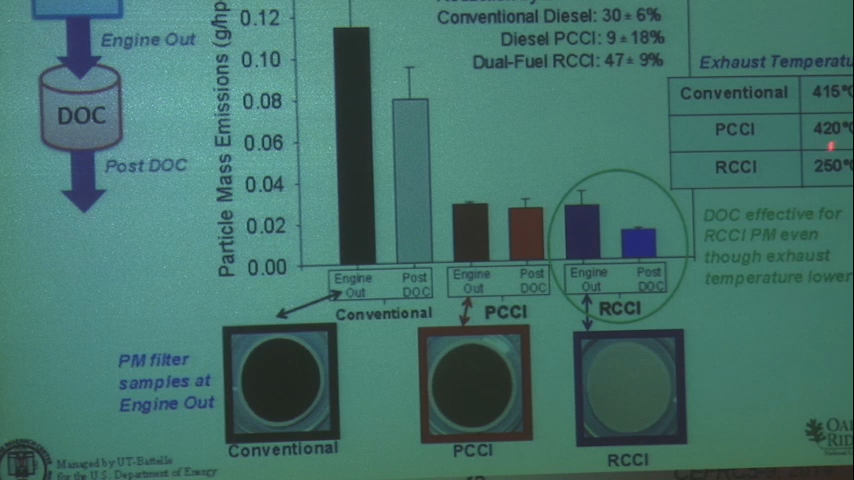 Engine Out
DOC
Post DOC
Particle Mass Emissions (g/hp
0.12
0.10
0.08
0.06
0.04
0.02
0.00
Conventional Diesel: 30 ± 6%
Diesel PCCI: 9 ± 18%
Dual-Fuel RCCI: 47 ± 9%
Exhaust Temperatu
Conventional 415°C
PCCI 420°C
RCCI 250°C
DOC effective for
RCCI PM even
though exhaust
temperature lower
Engine Out
Post DOC
Engine Out
Post DOC
Engine Out
Post DOC
Conventional
PCCI
RCCI
PM filter
samples at
Engine Out
Conventional
PCCI
RCCI
Managed by UT-Battelle
for the U.S. Department of Energy
OAK
RIDG